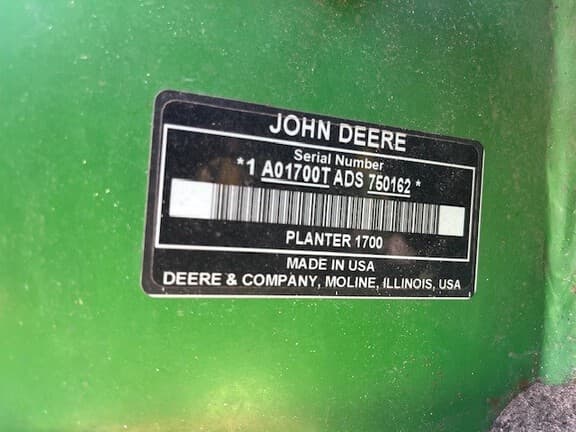 JOHN DEERE
Serial Number
*1 A01700T ADS 750162 *
PLANTER 1700
MADE IN USA
DEERE & COMPANY, MOLINE, ILLINOIS, USA